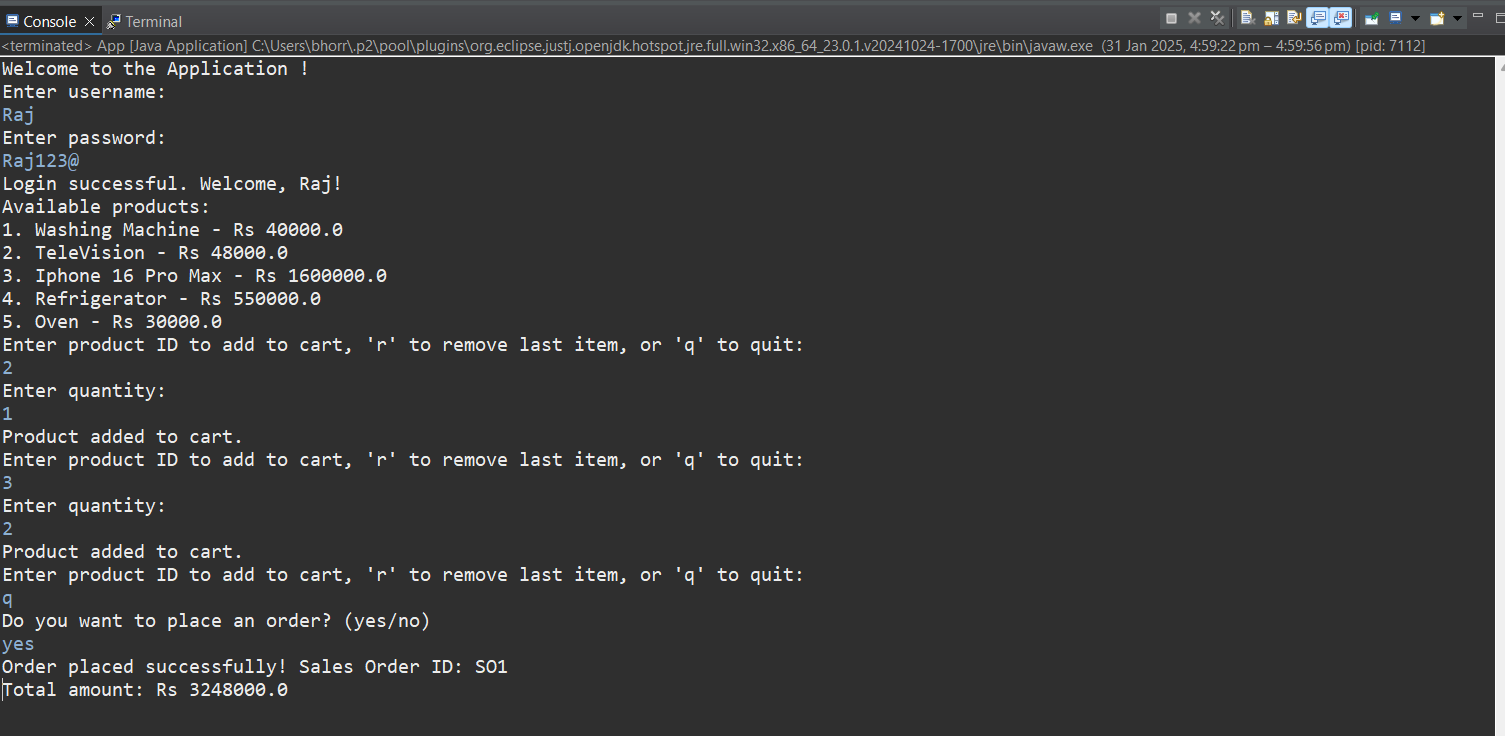 Console Terminal
<terminated> App [Java Application] C:\Users\bhorr\.p2\pool\plugins\org.eclipse.justj.openjdk.hotspot.jre.full.win32.x86_64_23.0.1.v20241024-1700\jre\bin\javaw.exe (31 Jan 2025, 4:59:22 pm – 4:59:56 pm) [pid: 7112]
Welcome to the Application !
Enter username:
Raj
Enter password:
Raj123@
Login successful. Welcome, Raj!
Available products:
1. Washing Machine - Rs 40000.0
2. TeleVision - Rs 48000.0
3. Iphone 16 Pro Max - Rs 1600000.0
4. Refrigerator - Rs 550000.0
5. Oven - Rs 30000.0
Enter product ID to add to cart, 'r' to remove last item, or 'q' to quit:
2
Enter quantity:
1
Product added to cart.
Enter product ID to add to cart, 'r' to remove last item, or 'q' to quit:
3
Enter quantity:
2
Product added to cart.
Enter product ID to add to cart, 'r' to remove last item, or 'q' to quit:
q
Do you want to place an order? (yes/no)
yes
Order placed successfully! Sales Order ID: SO1
Total amount: Rs 3248000.0